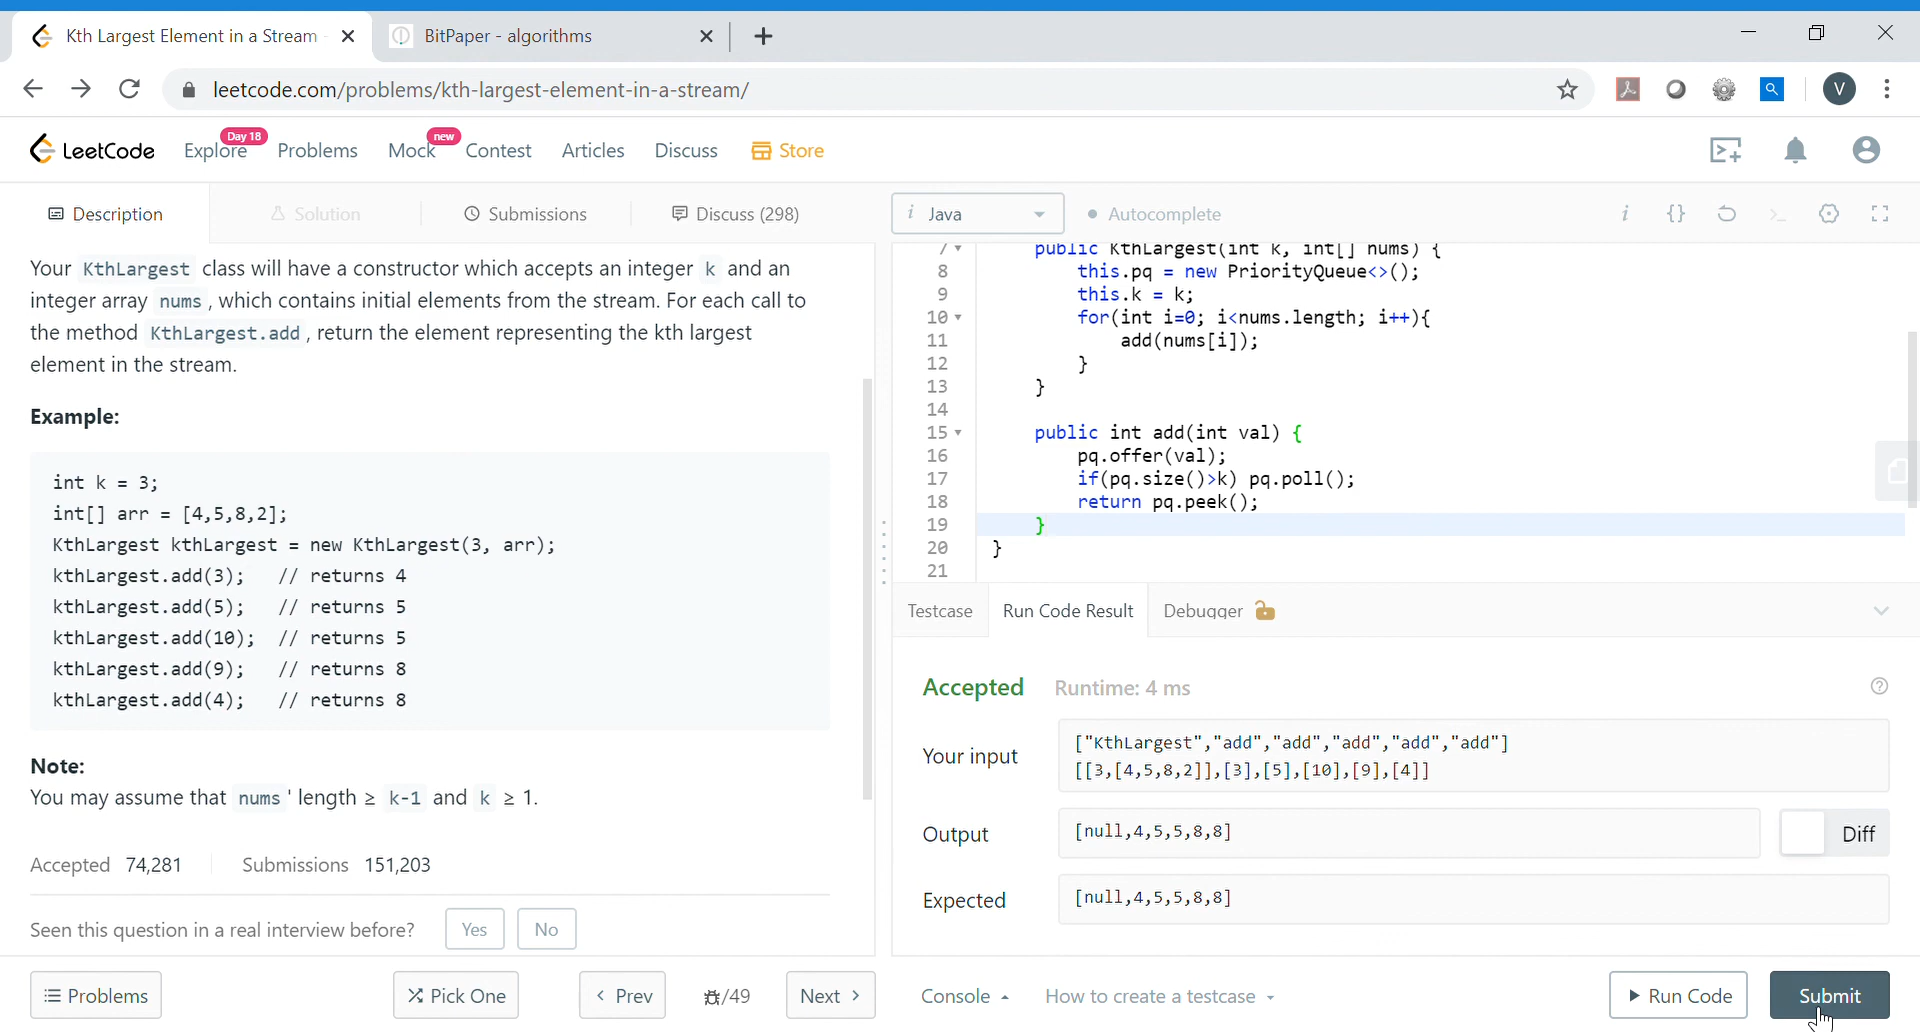 Kth Largest Element in a Stream -
BitPaper - algorithms
leetcode.com/problems/kth-largest-element-in-a-stream/
V
LeetCode
Explore
Day 18
Problems
Mock
new
Contest
Articles
Discuss
Store
Description
Solution
Submissions
Discuss (298)
i Java
Autocomplete
i {} >_
Your KthLargest class will have a constructor which accepts an integer k and an
integer array nums , which contains initial elements from the stream. For each call to
the method KthLargest.add , return the element representing the kth largest
element in the stream.
Example:
int k = 3;
int[] arr = [4,5,8,2];
KthLargest kthLargest = new KthLargest(3, arr);
kthLargest.add(3);   // returns 4
kthLargest.add(5);   // returns 5
kthLargest.add(10);  // returns 5
kthLargest.add(9);   // returns 8
kthLargest.add(4);   // returns 8
Note:
You may assume that nums ' length ≥ k-1 and k ≥ 1.
Accepted 74,281
Submissions 151,203
Seen this question in a real interview before?
Yes
No
Problems
Pick One
< Prev
/49
Next >
7 public KthLargest(int k, int[] nums) {
8 this.pq = new PriorityQueue<>();
9 this.k = k;
10 for(int i=0; i<nums.length; i++){
11 add(nums[i]);
12 }
13 }
14
15 public int add(int val) {
16 pq.offer(val);
17 if(pq.size()>k) pq.poll();
18 return pq.peek();
19 }
20 }
21
Testcase
Run Code Result
Debugger
Accepted
Runtime: 4 ms
?
Your input
["KthLargest","add","add","add","add","add"]
[[3,[4,5,8,2]],[3],[5],[10],[9],[4]]
Output
[null,4,5,5,8,8]
Diff
Expected
[null,4,5,5,8,8]
Console
How to create a testcase
Run Code
Submit